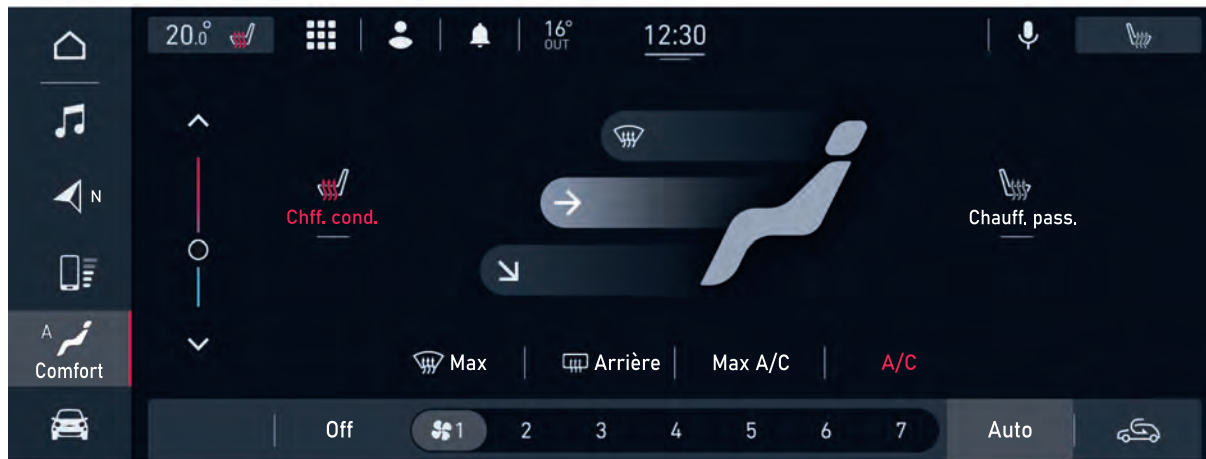 20.0°
16°
OUT
12:30
N
Chff. cond.
Chauff. pass.
A
Comfort
Max
Arrière
Max A/C
A/C
Off
1 2 3 4 5 6 7
Auto